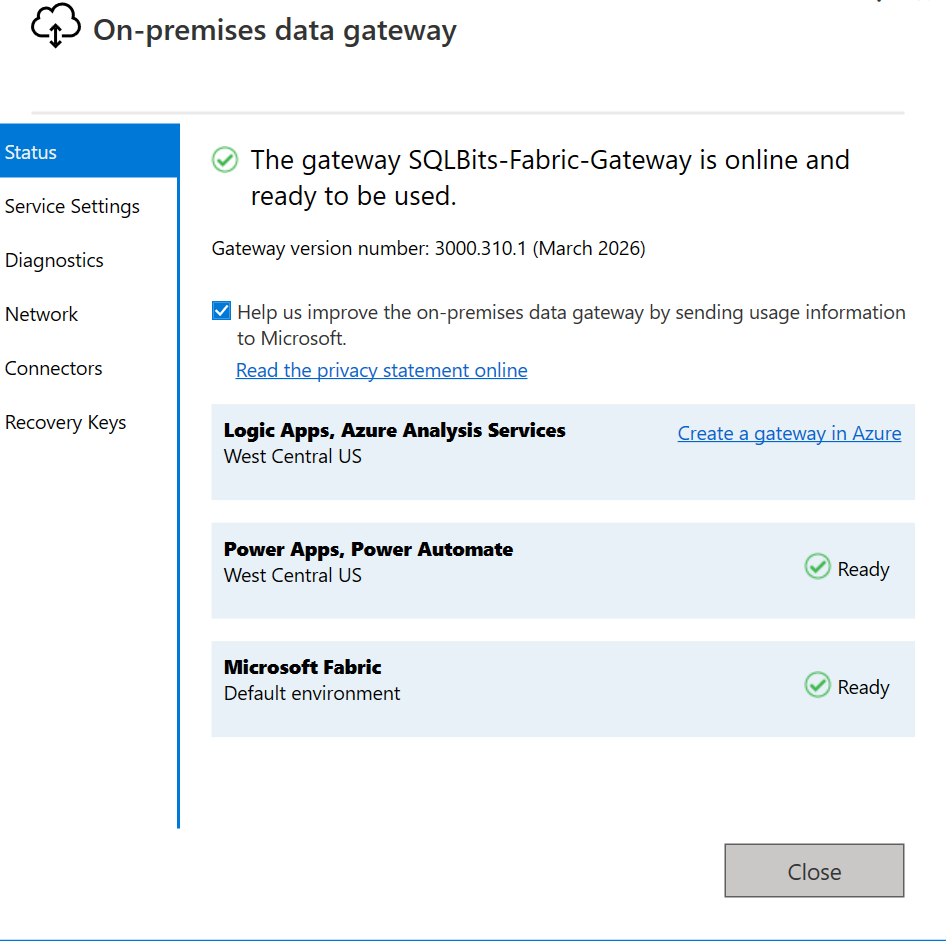 On-premises data gateway
Status
Service Settings
Diagnostics
Network
Connectors
Recovery Keys
The gateway SQLBits-Fabric-Gateway is online and
ready to be used.
Gateway version number: 3000.310.1 (March 2026)
Help us improve the on-premises data gateway by sending usage information
to Microsoft.
Read the privacy statement online
Logic Apps, Azure Analysis Services
West Central US
Create a gateway in Azure
Power Apps, Power Automate
West Central US
Ready
Microsoft Fabric
Default environment
Ready
Close